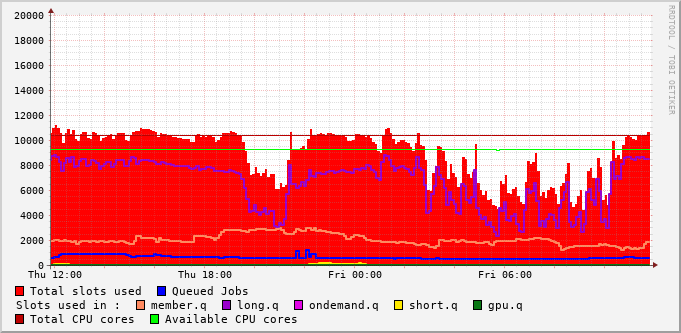 20000
18000
16000
14000
12000
10000
8000
6000
4000
2000
0
Thu 12:00 Thu 18:00 Fri 00:00 Fri 06:00
Total slots used Queued Jobs
Slots used in : member.q long.q ondemand.q short.q gpu.q
Total CPU cores Available CPU cores
RRDTOOL / TOBI OETIKER